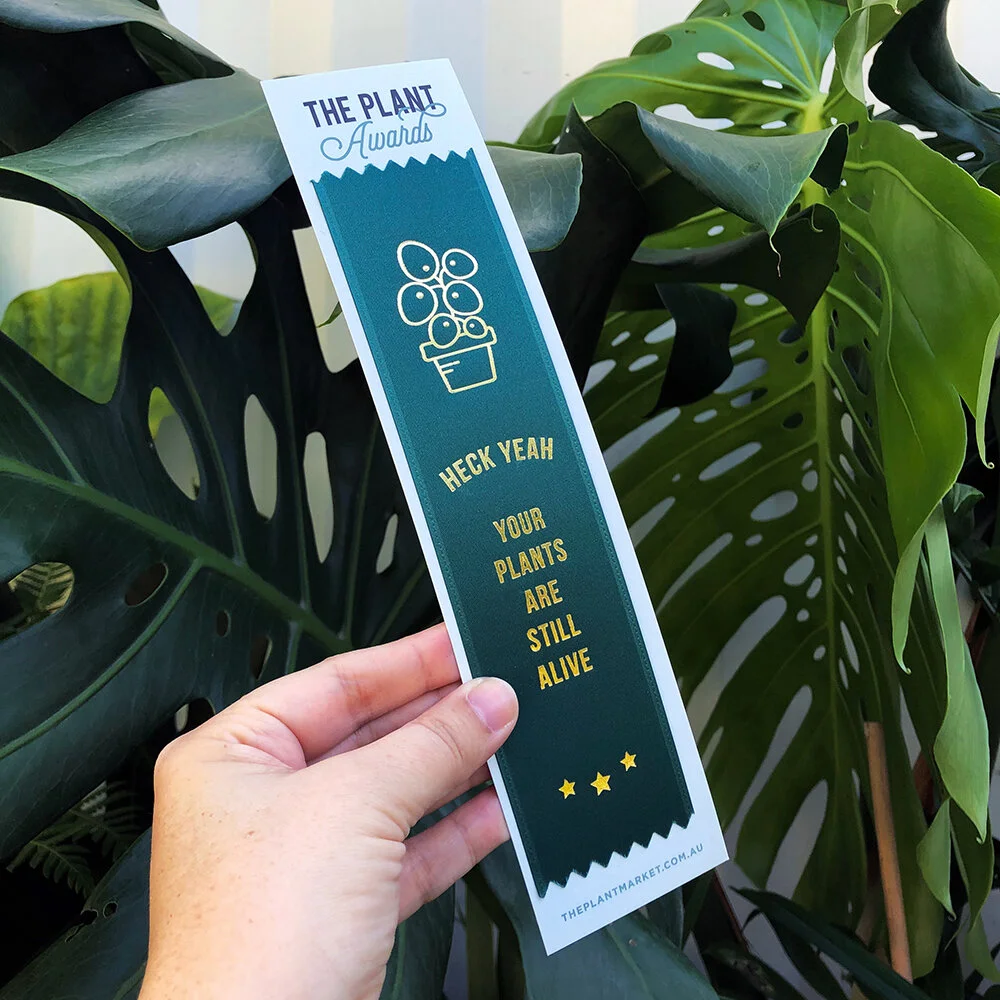 THE PLANT
Awards
HECK YEAH
YOUR
PLANTS
ARE
STILL
ALIVE
THEPLANTMARKET.COM.AU